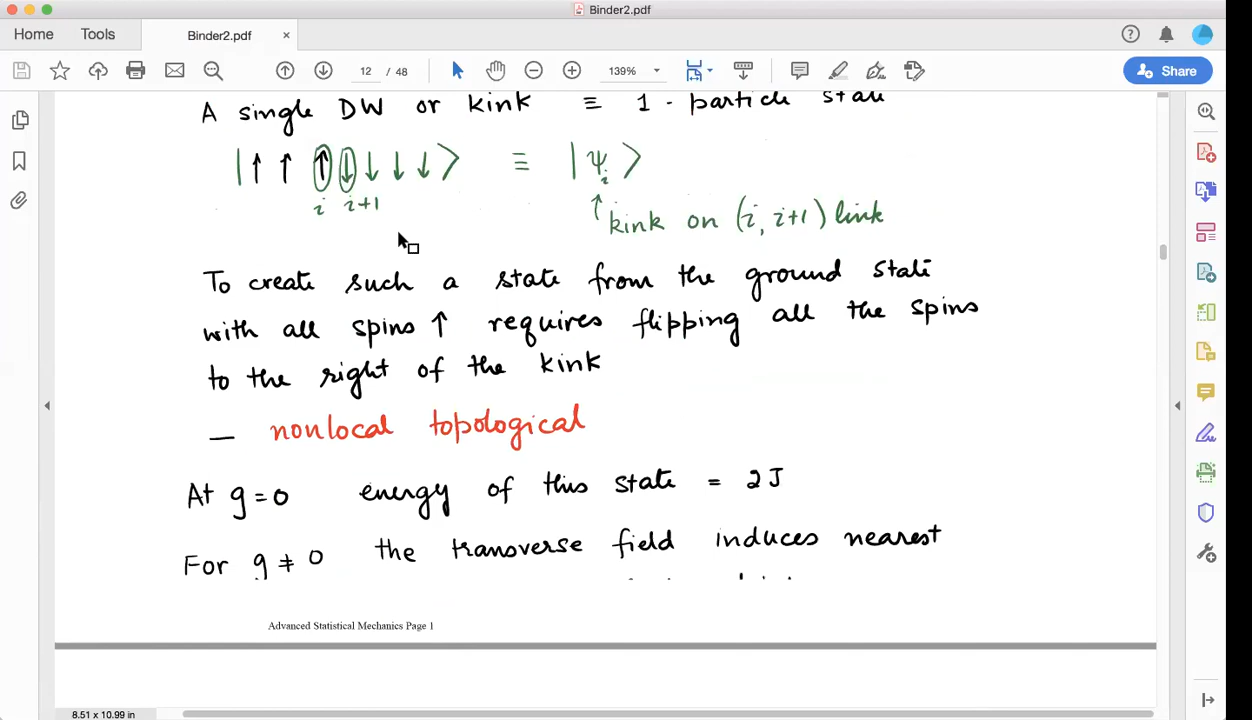 Binder2.pdf
Home
Tools
Binder2.pdf ×
12 / 48
139%
Share
A single DW or kink ≡ 1 - particle state
|↑ ↑ ↑ ↓ ↓ ↓ ↓⟩ ≡ |Ψi⟩
i i+1
↑ kink on (i, i+1) link
To create such a state from the ground state
with all spins ↑ requires flipping all the spins
to the right of the kink
— nonlocal topological
At g = 0 energy of this state = 2J
For g ≠ 0 the transverse field induces nearest
Advanced Statistical Mechanics Page 1
8.51 x 10.99 in